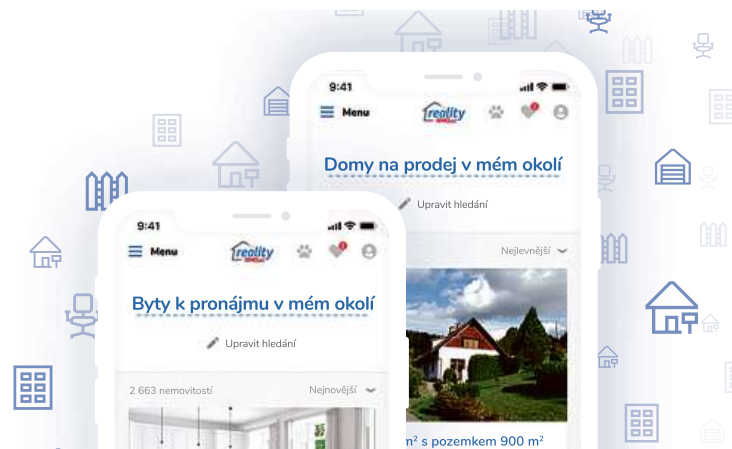 9:41
Menu
reality
Domy na prodej v mém okolí
Upravit hledání
Nejlevnější
m² s pozemkem 900 m²
9:41
Menu
reality
Byty k pronájmu v mém okolí
Upravit hledání
2 663 nemovitostí
Nejnovější